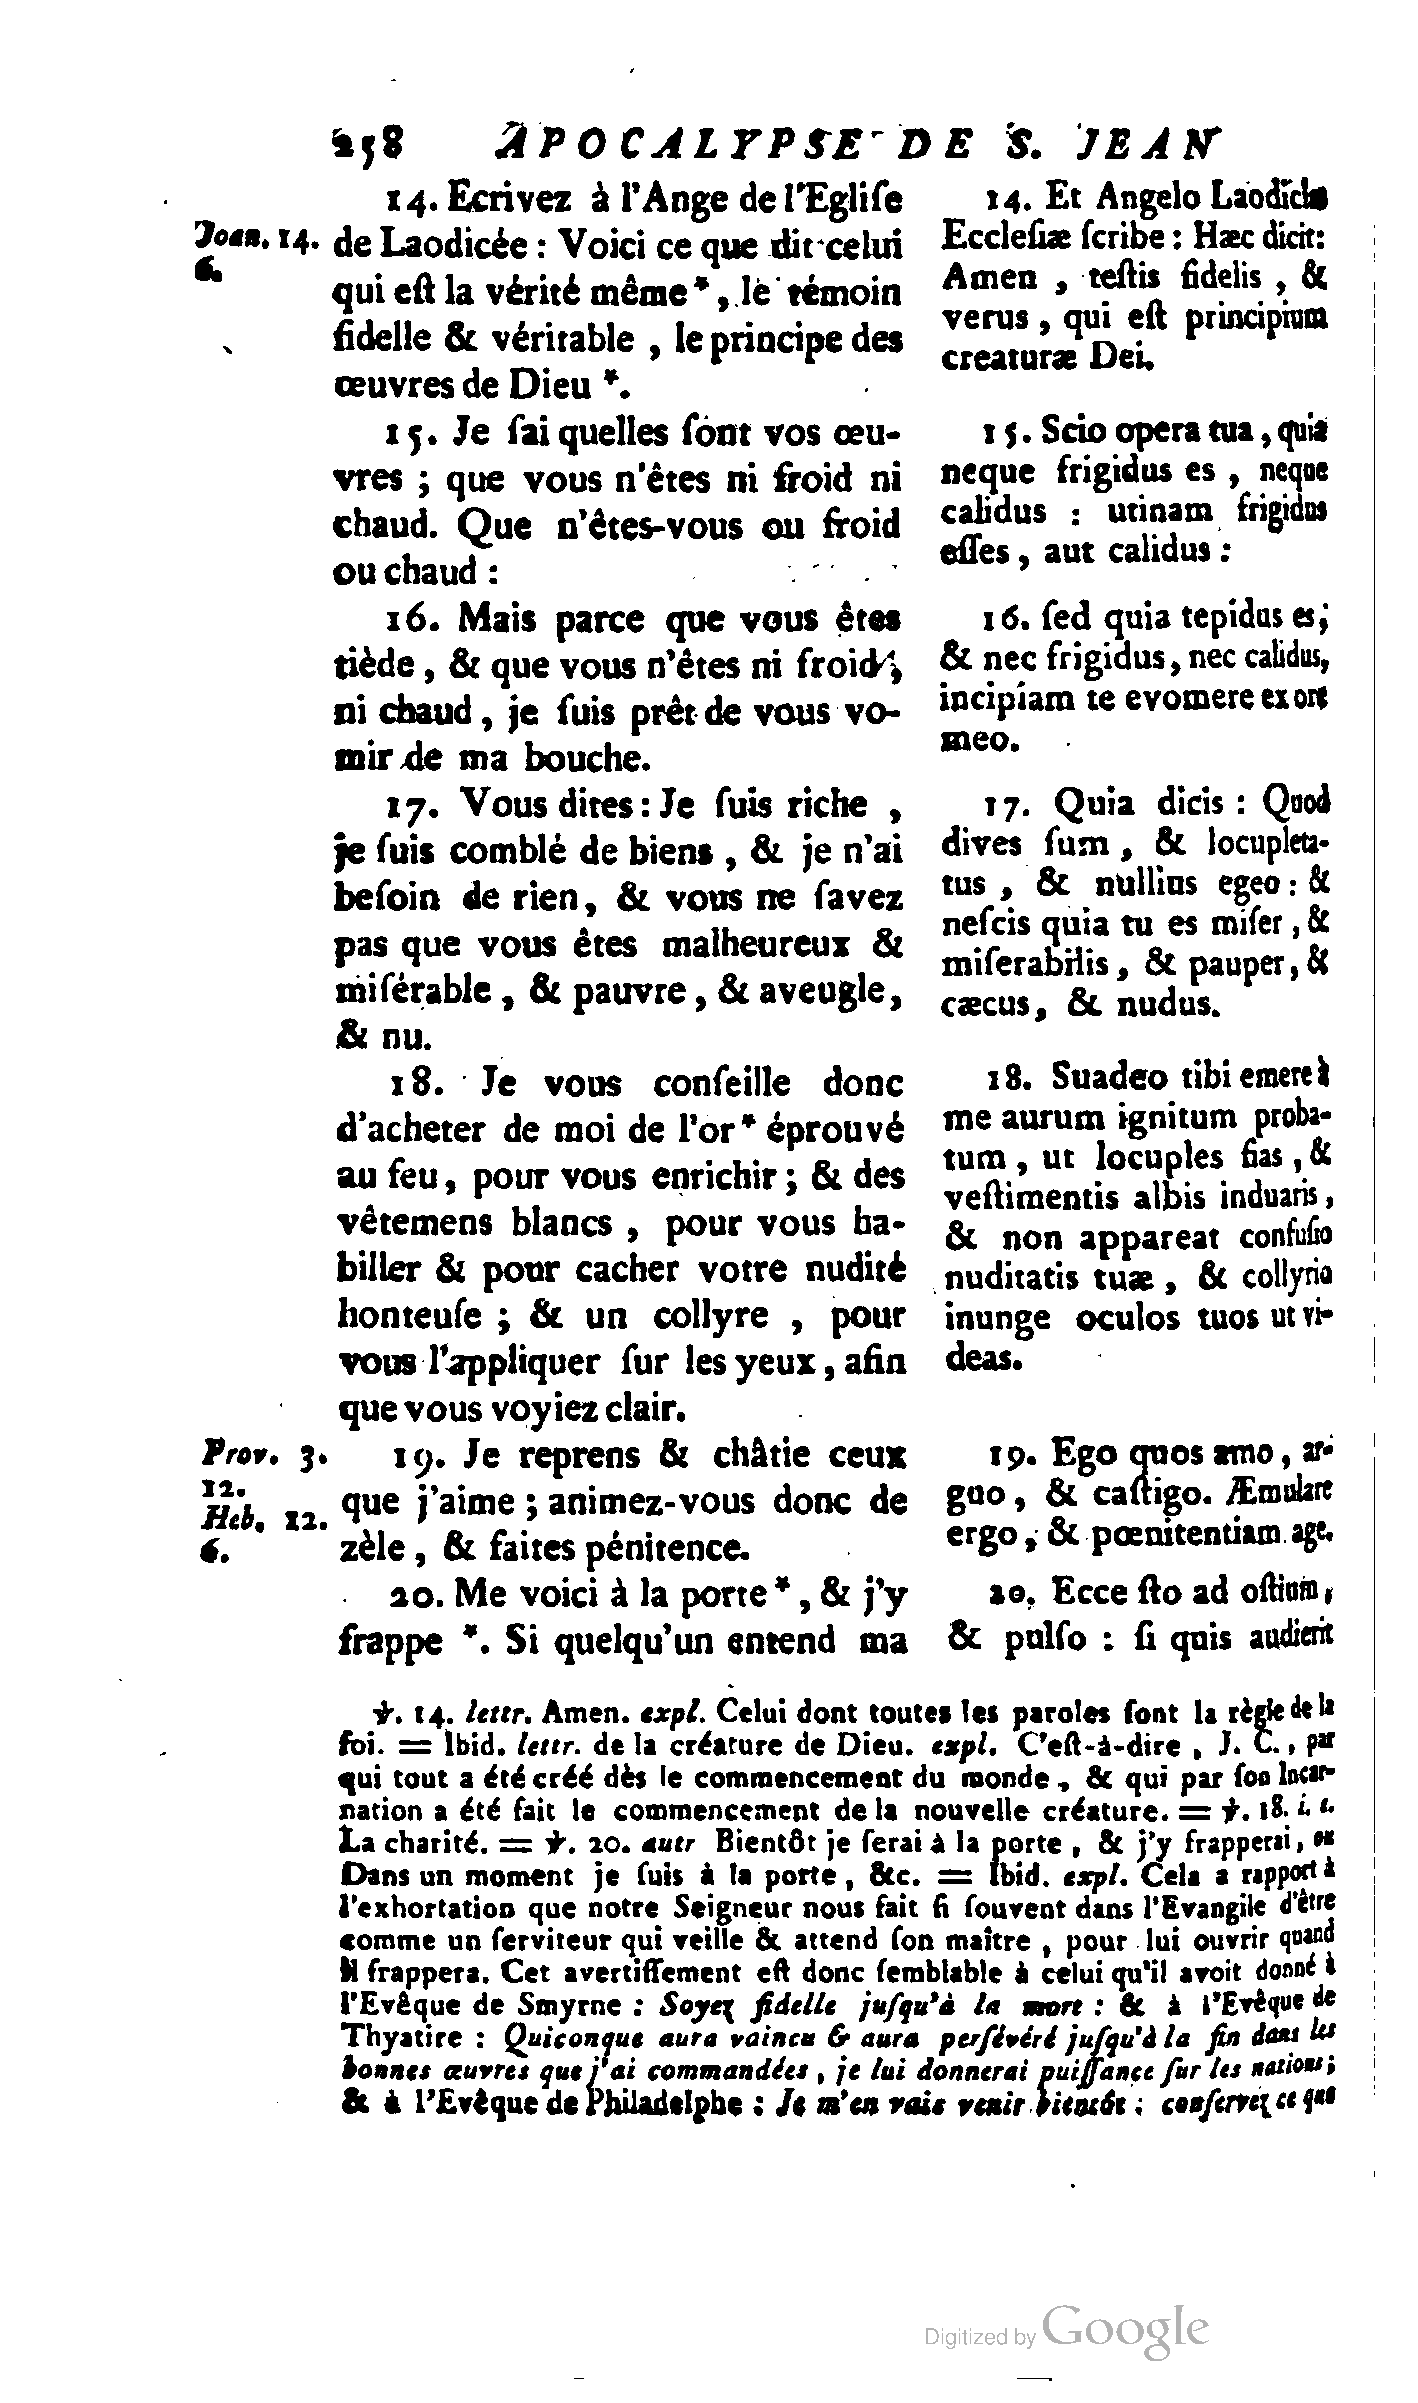 258 APOCALYPSE DE S. JEAN
Joan. 14.
6.
14. Ecrivez à l'Ange de l'Egliſe
de Laodicée : Voici ce que dit celui
qui eſt la vérité même * , le témoin
fidelle & véritable , le principe des
œuvres de Dieu *.
15. Je ſai quelles ſont vos œu-
vres ; que vous n'êtes ni froid ni
chaud. Que n'êtes-vous ou froid
ou chaud :
16. Mais parce que vous êtes
tiède , & que vous n'êtes ni froid ,
ni chaud , je ſuis prêt de vous vo-
mir de ma bouche.
17. Vous dites : Je ſuis riche ,
je ſuis comblé de biens , & je n'ai
beſoin de rien, & vous ne ſavez
pas que vous êtes malheureux &
miſérable , & pauvre , & aveugle,
& nu.
18. Je vous conſeille donc
d'acheter de moi de l'or * éprouvé
au feu, pour vous enrichir ; & des
vêtemens blancs , pour vous ha-
biller & pour cacher votre nudité
honteuſe ; & un collyre , pour
vous l'appliquer ſur les yeux , afin
que vous voyiez clair.
Prov. 3.
12.
Heb. 12.
6.
19. Je reprens & châtie ceux
que j'aime ; animez-vous donc de
zèle , & faites pénitence.
20. Me voici à la porte * , & j'y
frappe *. Si quelqu'un entend ma
14. Et Angelo Laodiciæ
Eccleſiæ ſcribe : Hæc dicit:
Amen , teſtis fidelis , &
verus , qui eſt principium
creaturæ Dei.
15. Scio opera tua , quia
neque frigidus es , neque
calidus : utinam frigidus
eſſes , aut calidus :
16. ſed quia tepidus es ;
& nec frigidus , nec calidus,
incipíam te evomere ex ore
meo.
17. Quia dicis : Quod
dives ſum , & locupleta-
tus , & nullius egeo : &
neſcis quia tu es miſer , &
miſerabilis , & pauper , &
cæcus , & nudus.
18. Suadeo tibi emere à
me aurum ignitum proba-
tum , ut locuples fias , &
veſtimentis albis induaris ,
& non appareat confuſio
nuditatis tuæ , & collyrio
inunge oculos tuos ut vi-
deas.
19. Ego quos amo , ar-
guo , & caſtigo. Æmulare
ergo , & pœnitentiam age.
20. Ecce ſto ad oſtium ,
& pulſo : ſi quis audierit
℣. 14. lettr. Amen. expl. Celui dont toutes les paroles ſont la règle de la
foi. = Ibid. lettr. de la créature de Dieu. expl. C'eſt-à-dire , J. C., par
qui tout a été créé dès le commencement du monde , & qui par ſon Incar-
nation a été fait le commencement de la nouvelle créature. = ℣. 18. i. e.
La charité. = ℣. 20. autr Bientôt je ſerai à la porte , & j'y frapperai , ou
Dans un moment je ſuis à la porte , &c. = Ibid. expl. Cela a rapport à
l'exhortation que notre Seigneur nous fait ſi ſouvent dans l'Evangile d'être
comme un ſerviteur qui veille & attend ſon maître , pour lui ouvrir quand
il frappera. Cet avertiſſement eſt donc ſemblable à celui qu'il avoit donné à
l'Evêque de Smyrne : Soyez fidelle juſqu'à la mort : & à l'Evêque de
Thyatire : Quiconque aura vaincu & aura perſévéré juſqu'à la fin dans les
bonnes œuvres que j'ai commandées , je lui donnerai puiſſance ſur les nations ;
& à l'Evêque de Philadelphe : Je m'en vais venir bientôt ; conſervez ce que
Digitized by Google